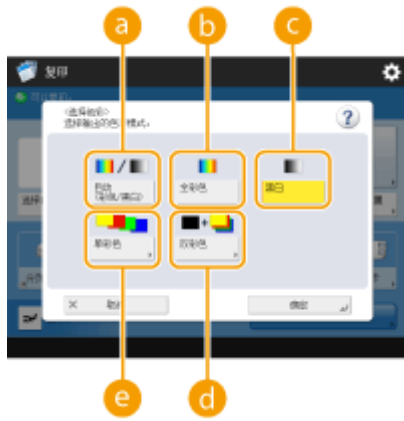 a b c
复印
<选择色彩>
选择输出的色彩模式。
?
自动
(彩色/黑白)
全彩色
黑白
单彩色
双彩色
× 取消
确定
e d